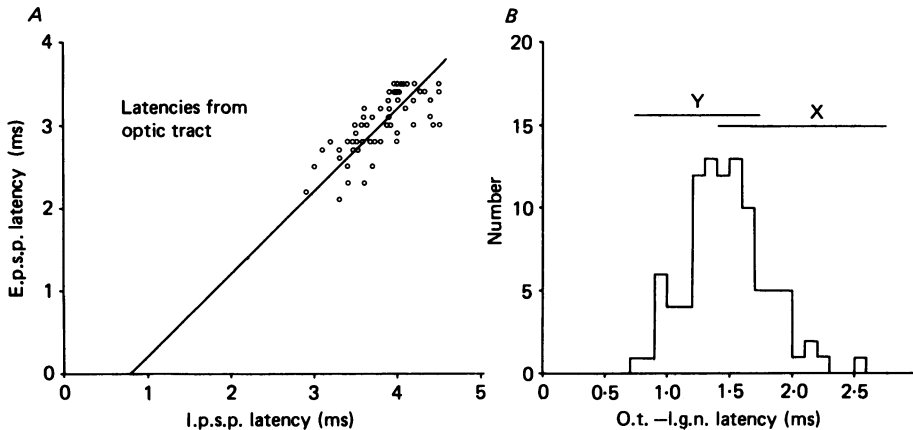 A
4
3
2
1
0
E.p.s.p. latency (ms)
Latencies from
optic tract
0
1
2
3
4
5
I.p.s.p. latency (ms)
B
20
15
10
5
0
Number
Y
X
0
0·5
1·0
1·5
2·0
2·5
O.t. –l.g.n. latency (ms)